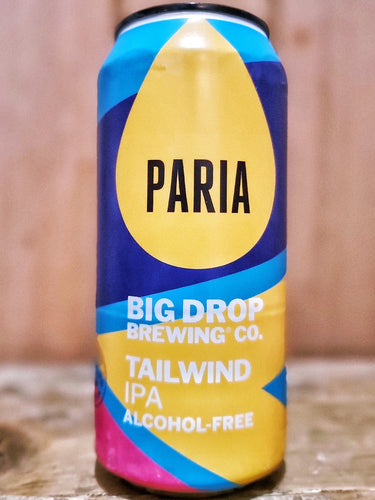 PARIA
BIG DROP
BREWING® CO.
TAILWIND
IPA
ALCOHOL-FREE